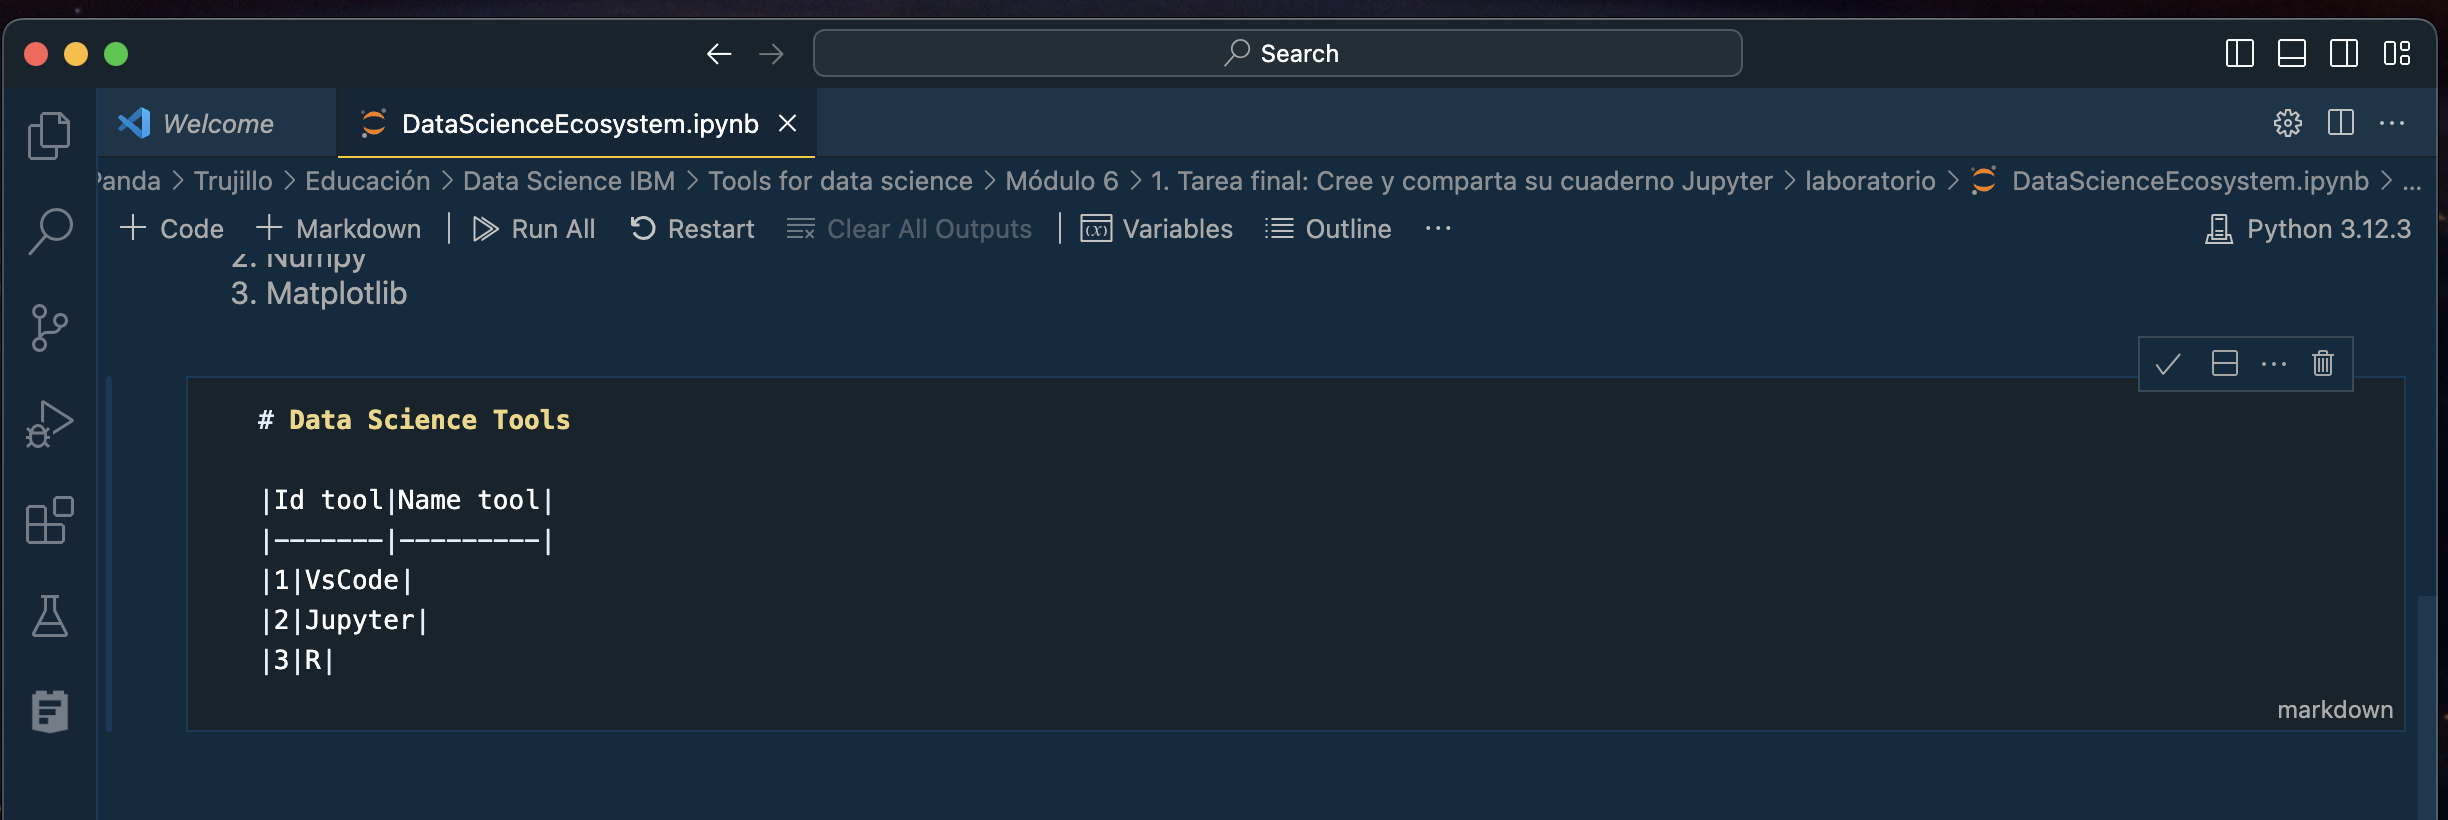 Search
Welcome
DataScienceEcosystem.ipynb
Panda > Trujillo > Educación > Data Science IBM > Tools for data science > Módulo 6 > 1. Tarea final: Cree y comparta su cuaderno Jupyter > laboratorio > DataScienceEcosystem.ipynb > ...
+ Code + Markdown | Run All Restart Clear All Outputs | Variables Outline ... Python 3.12.3
2. Numpy
3. Matplotlib
# Data Science Tools
|Id tool|Name tool|
|-------|---------|
|1|VsCode|
|2|Jupyter|
|3|R|
markdown